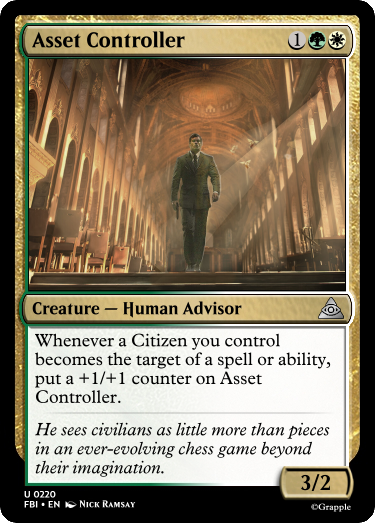 Asset Controller 1
Creature — Human Advisor
Whenever a Citizen you control
becomes the target of a spell or ability,
put a +1/+1 counter on Asset
Controller.
He sees civilians as little more than pieces
in an ever-evolving chess game beyond
their imagination.
3/2
U 0220
FBI • EN Nick Ramsay
©Grapple